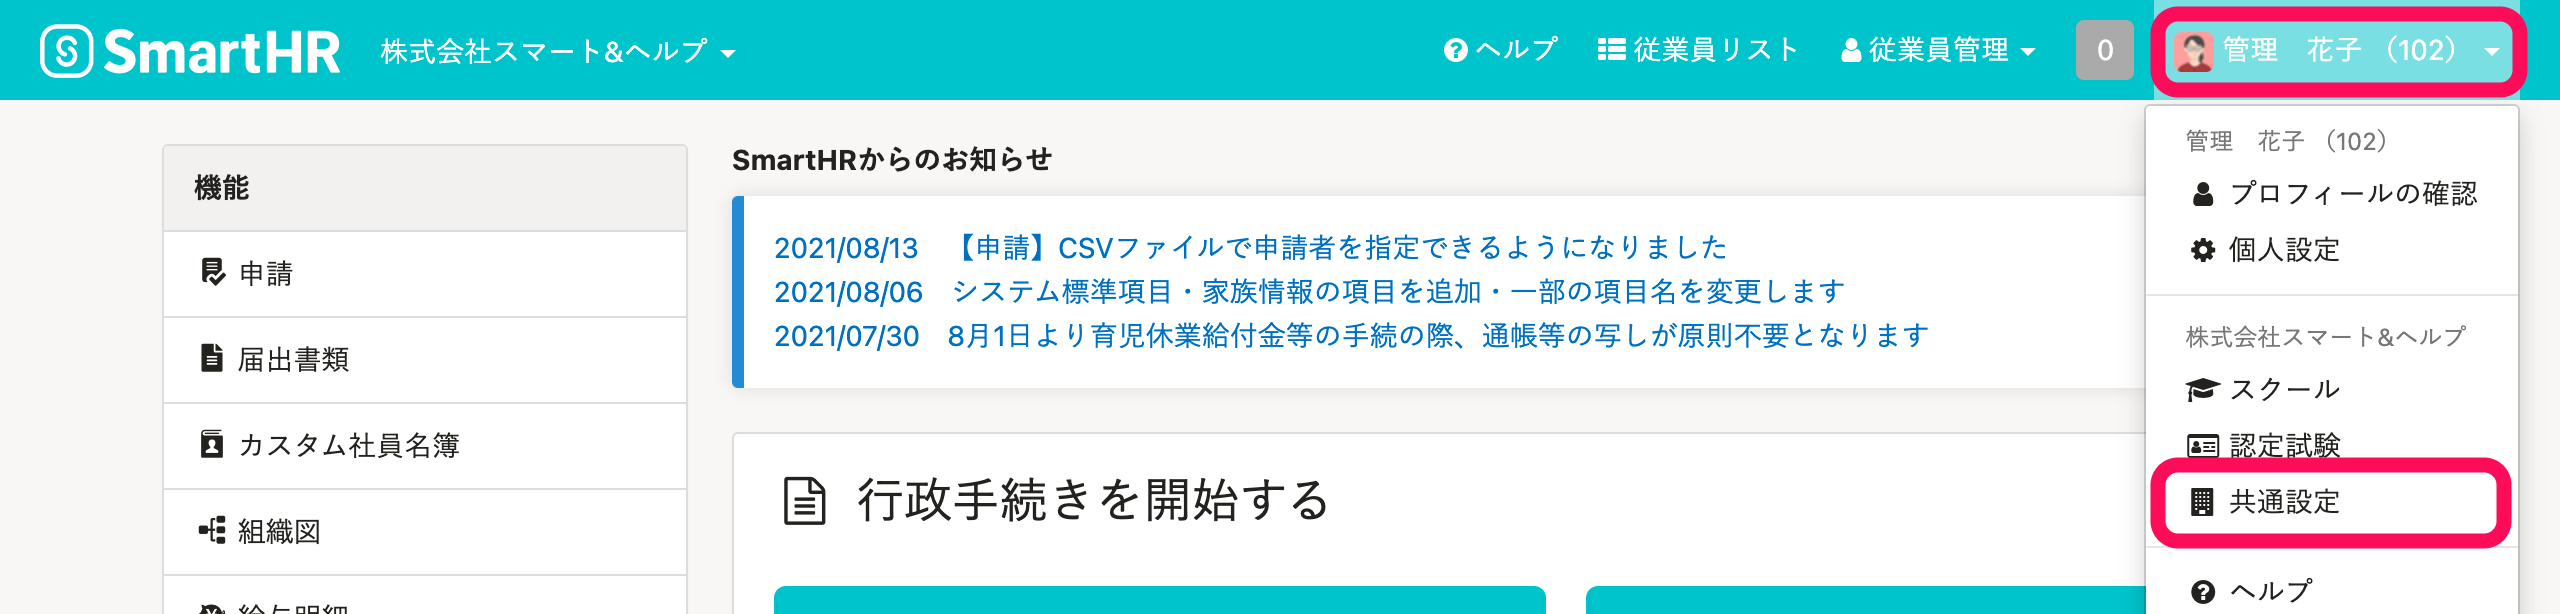 SmartHR 株式会社スマート&ヘルプ ヘルプ 従業員リスト 従業員管理 0 管理　花子 （102）
機能
申請
届出書類
カスタム社員名簿
組織図
給与明細
SmartHRからのお知らせ
2021/08/13　【申請】CSVファイルで申請者を指定できるようになりました
2021/08/06　システム標準項目・家族情報の項目を追加・一部の項目名を変更します
2021/07/30　8月1日より育児休業給付金等の手続の際、通帳等の写しが原則不要となります
行政手続きを開始する
管理　花子 （102）
プロフィールの確認
個人設定
株式会社スマート&ヘルプ
スクール
認定試験
共通設定
ヘルプ